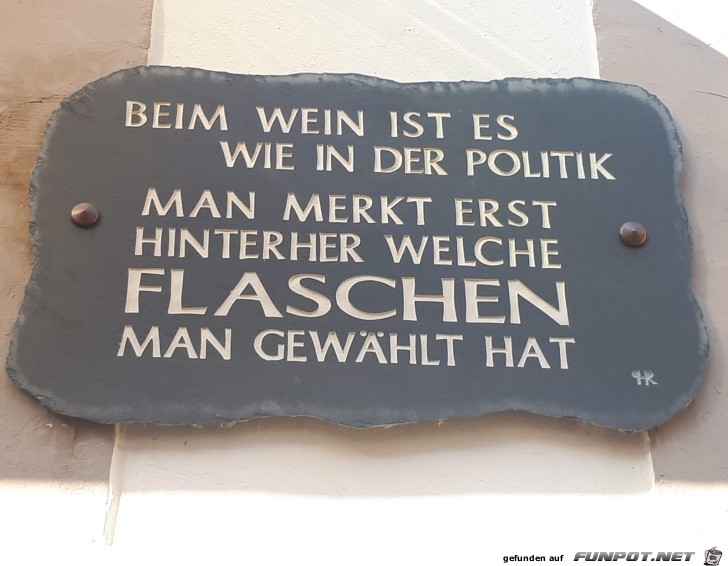 BEIM WEIN IST ES
WIE IN DER POLITIK
MAN MERKT ERST
HINTERHER WELCHE
FLASCHEN
MAN GEWÄHLT HAT
HR
gefunden auf FUNPOT.NET